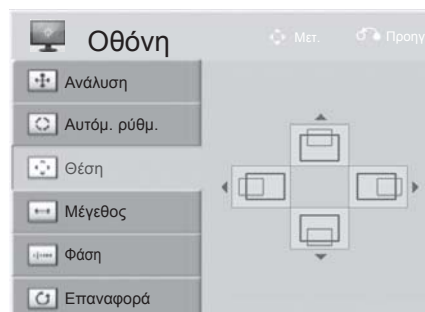 Οθόνη
Μετ.
Ανάλυση
Αυτόμ. ρύθμ.
Θέση
Μέγεθος
Φάση
Επαναφορά